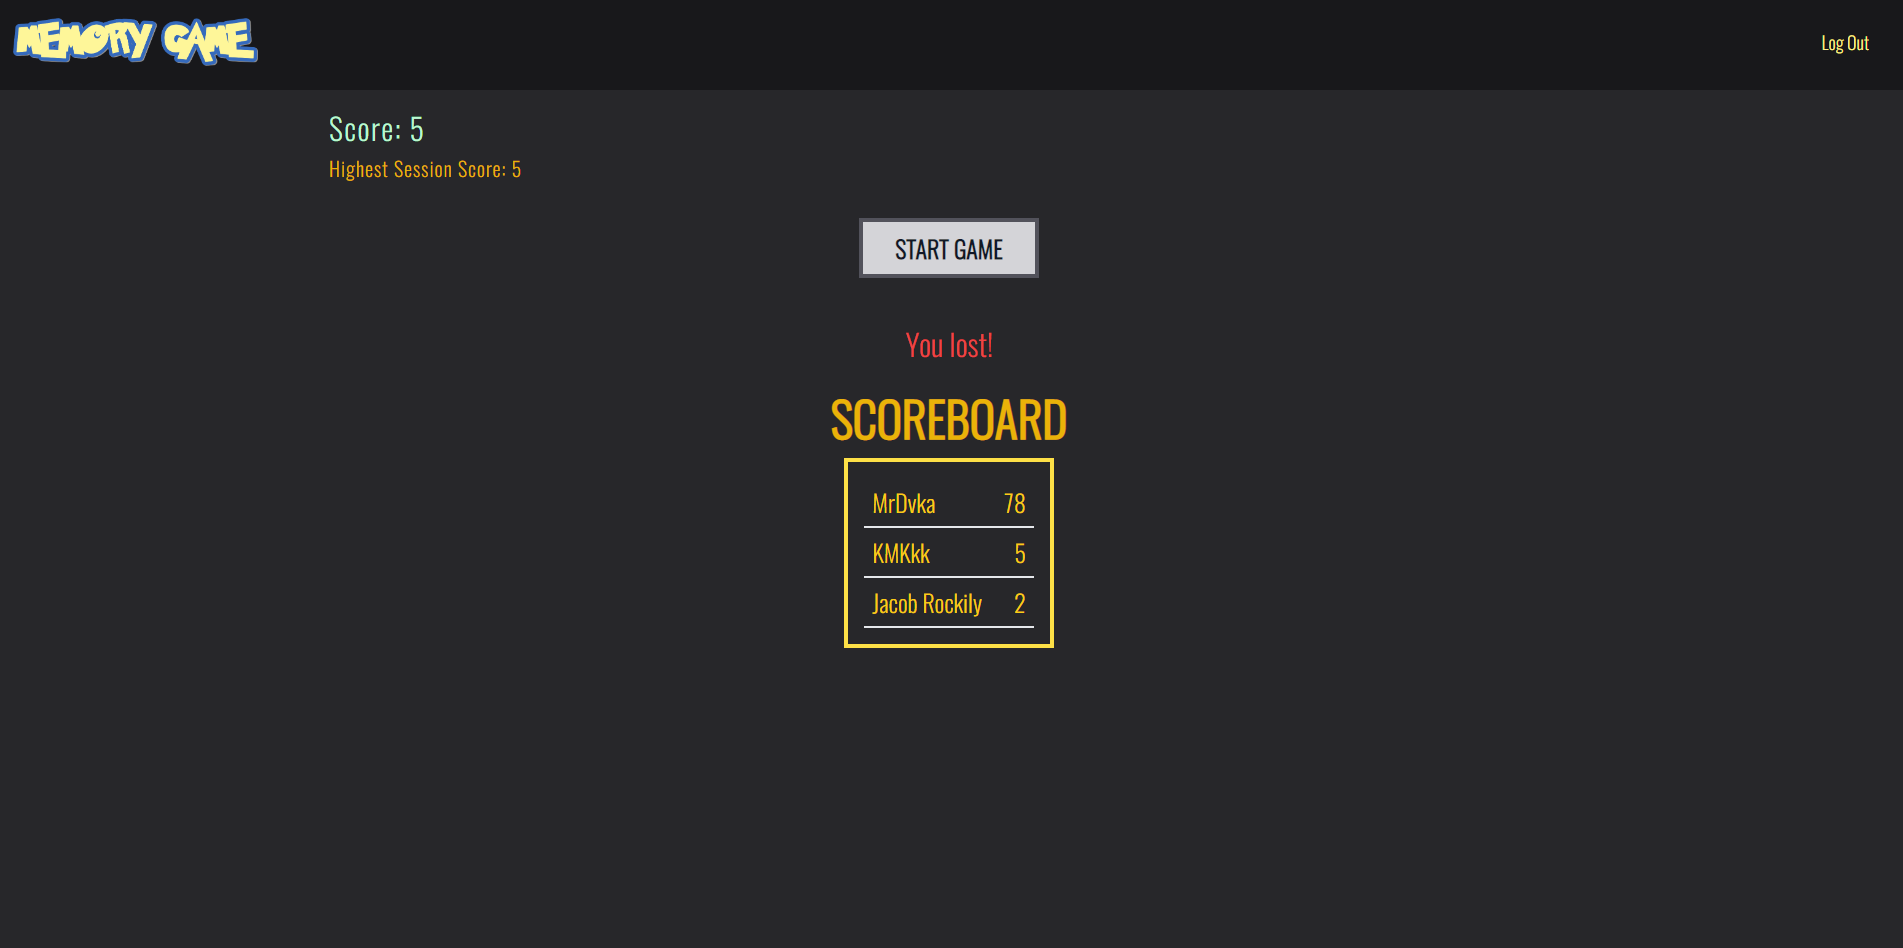 MEMORY GAME
Log Out
Score: 5
Highest Session Score: 5
START GAME
You lost!
SCOREBOARD
MrDvka 78
KMKkk 5
Jacob Rockily 2